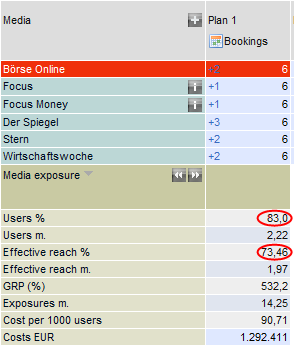 Media Plan 1
Bookings
Börse Online +2 6
Focus +1 6
Focus Money +1 6
Der Spiegel +3 6
Stern +2 6
Wirtschaftswoche +2 6
Media exposure
Users % 83,0
Users m. 2,22
Effective reach % 73,46
Effective reach m. 1,97
GRP (%) 532,2
Exposures m. 14,25
Cost per 1000 users 90,71
Costs EUR 1.292.411